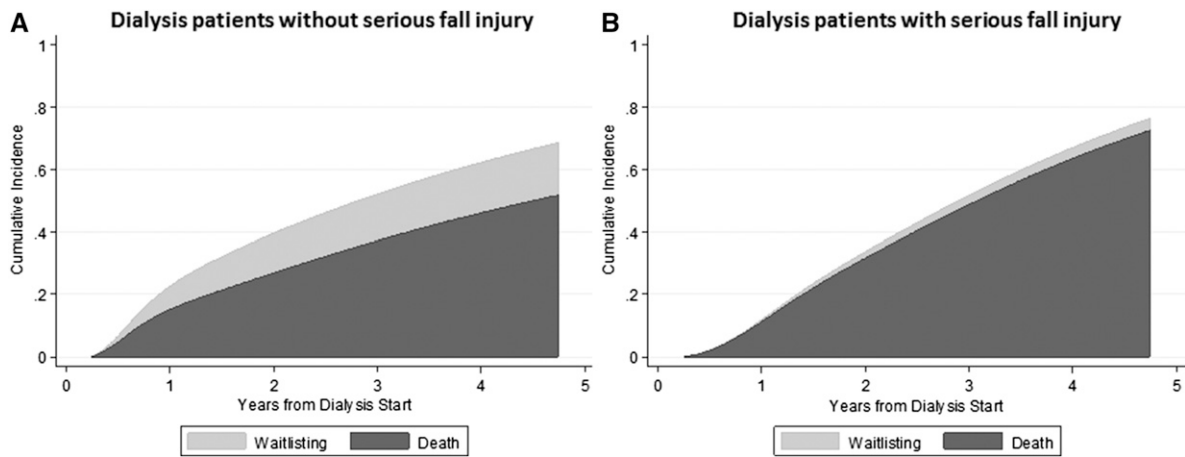 A
Dialysis patients without serious fall injury
1
.8
.6
.4
.2
0
Cumulative Incidence
0 1 2 3 4 5
Years from Dialysis Start
Waitlisting Death
B
Dialysis patients with serious fall injury
1
.8
.6
.4
.2
0
Cumulative Incidence
0 1 2 3 4 5
Years from Dialysis Start
Waitlisting Death